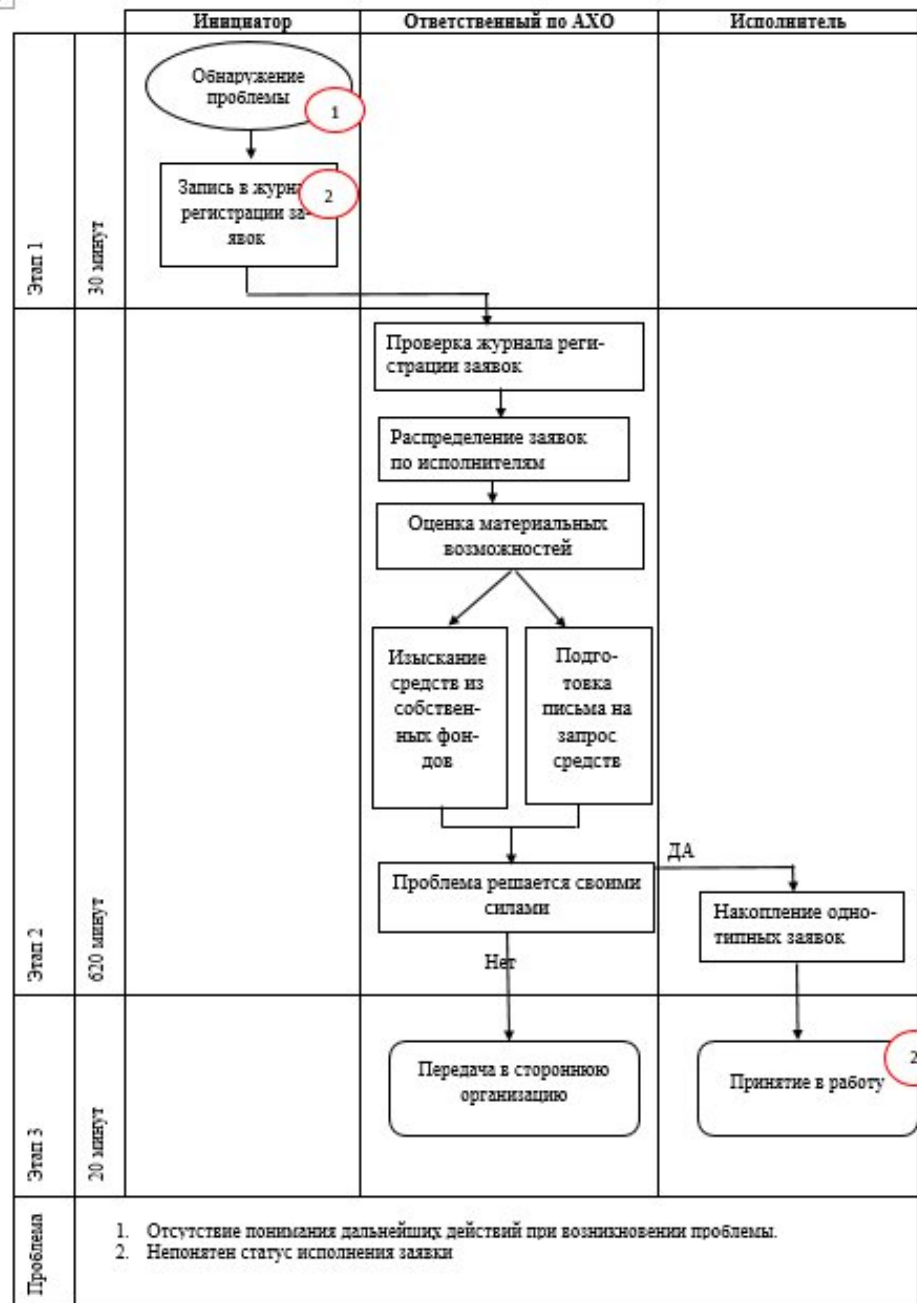 Инициатор
Ответственный по АХО
Исполнитель
Обнаружение
проблемы
1
Запись в журна
регистрации за-
явок
2
Этап 1
30 минут
Проверка журнала реги-
страции заявок
Распределение заявок
по исполнителям
Оценка материальных
возможностей
Изыскание
средств из
собствен-
ных фон-
дов
Подго-
товка
письма на
запрос
средств
Проблема решается своими
силами
ДА
Накопление одно-
типных заявок
Нет
Этап 2
620 минут
Передача в стороннюю
организацию
Принятие в работу
2
Этап 3
20 минут
Проблема
1. Отсутствие понимания дальнейших действий при возникновении проблемы.
2. Непонятен статус исполнения заявки